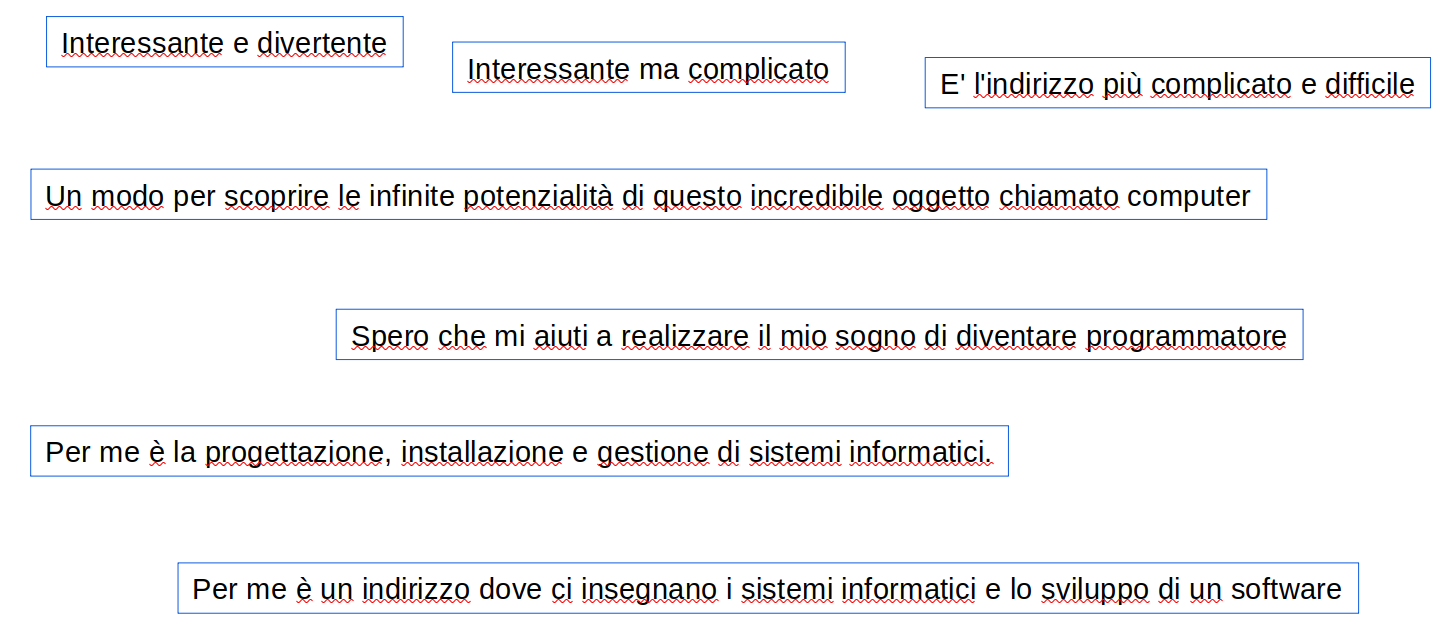 Interessante e divertente
Interessante ma complicato
E' l'indirizzo più complicato e difficile
Un modo per scoprire le infinite potenzialità di questo incredibile oggetto chiamato computer
Spero che mi aiuti a realizzare il mio sogno di diventare programmatore
Per me è la progettazione, installazione e gestione di sistemi informatici.
Per me è un indirizzo dove ci insegnano i sistemi informatici e lo sviluppo di un software